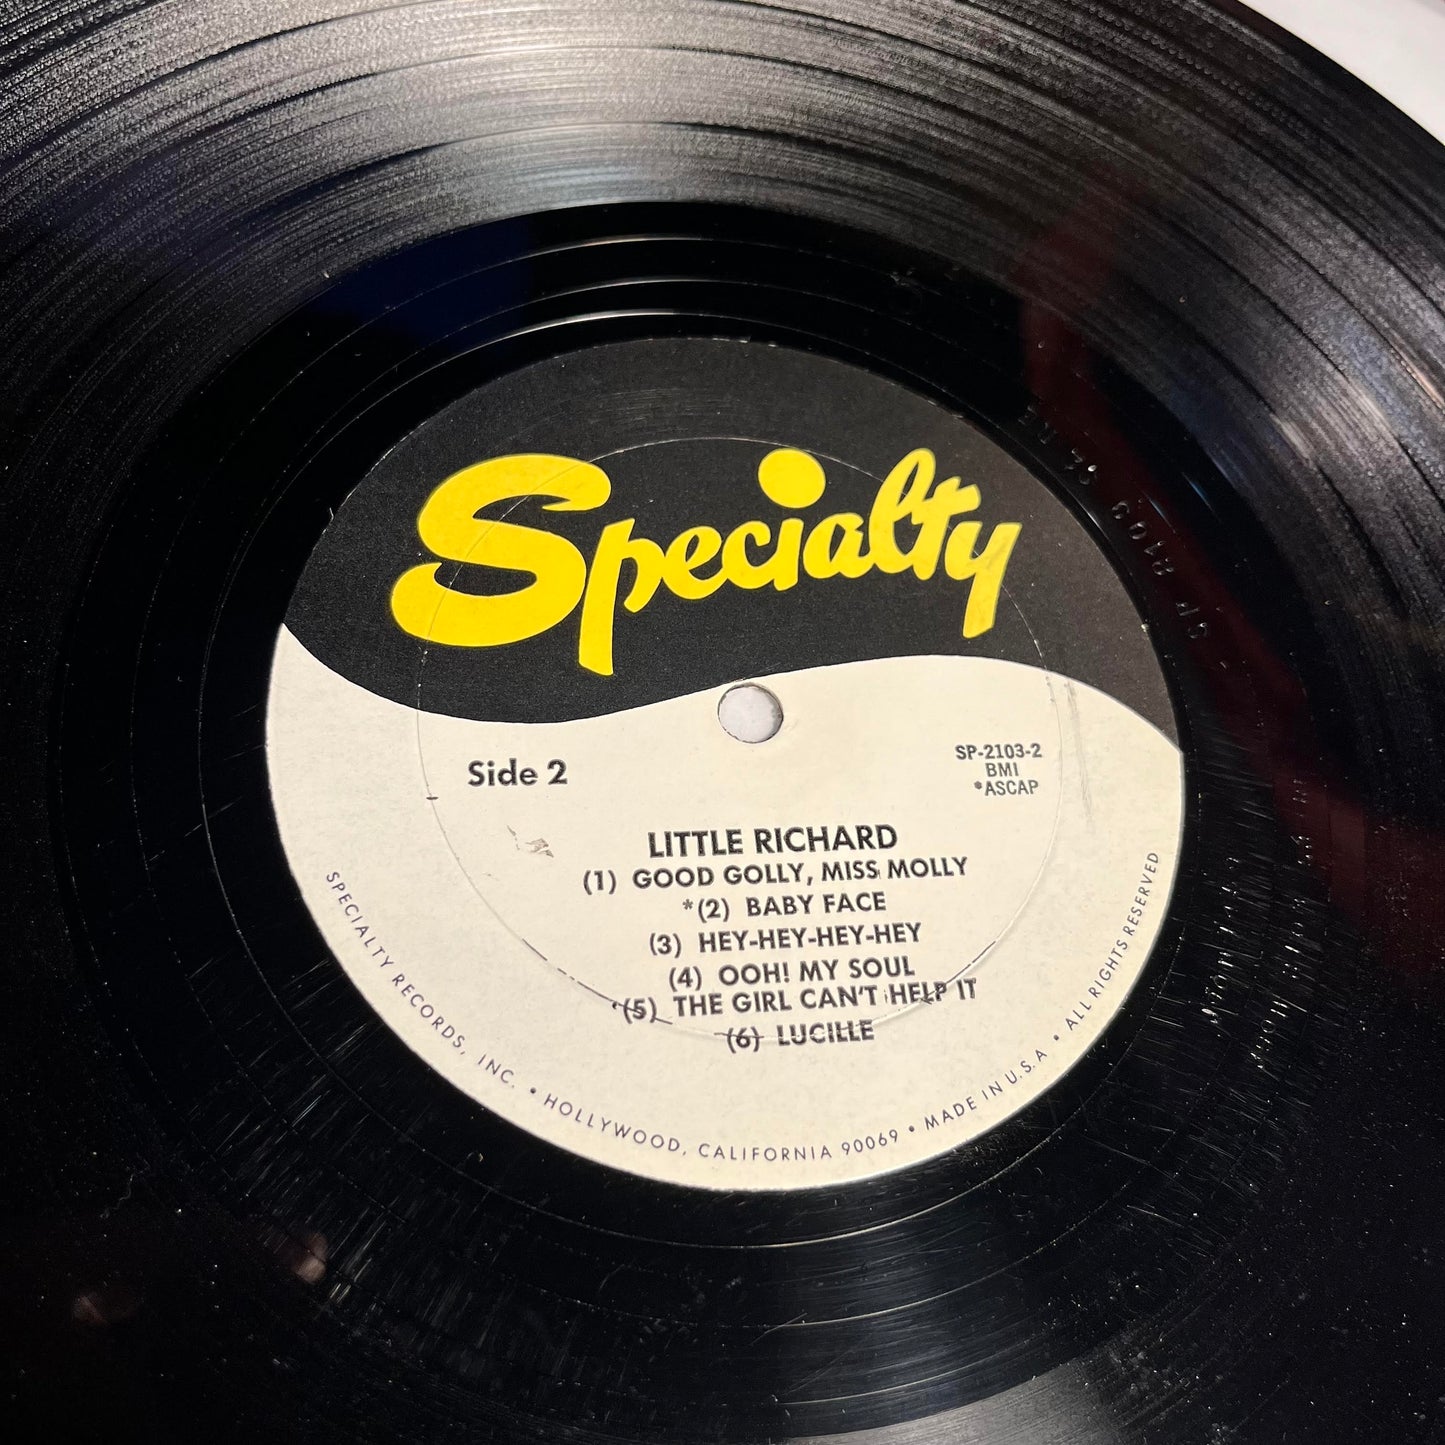 Specialty
Side 2
SP-2103-2
BMI
*ASCAP
LITTLE RICHARD
(1) GOOD GOLLY, MISS MOLLY
*(2) BABY FACE
(3) HEY-HEY-HEY-HEY
(4) OOH! MY SOUL
*(5) THE GIRL CAN'T HELP IT
(6) LUCILLE
SPECIALTY RECORDS, INC. • HOLLYWOOD, CALIFORNIA 90069 • MADE IN U.S.A • ALL RIGHTS RESERVED